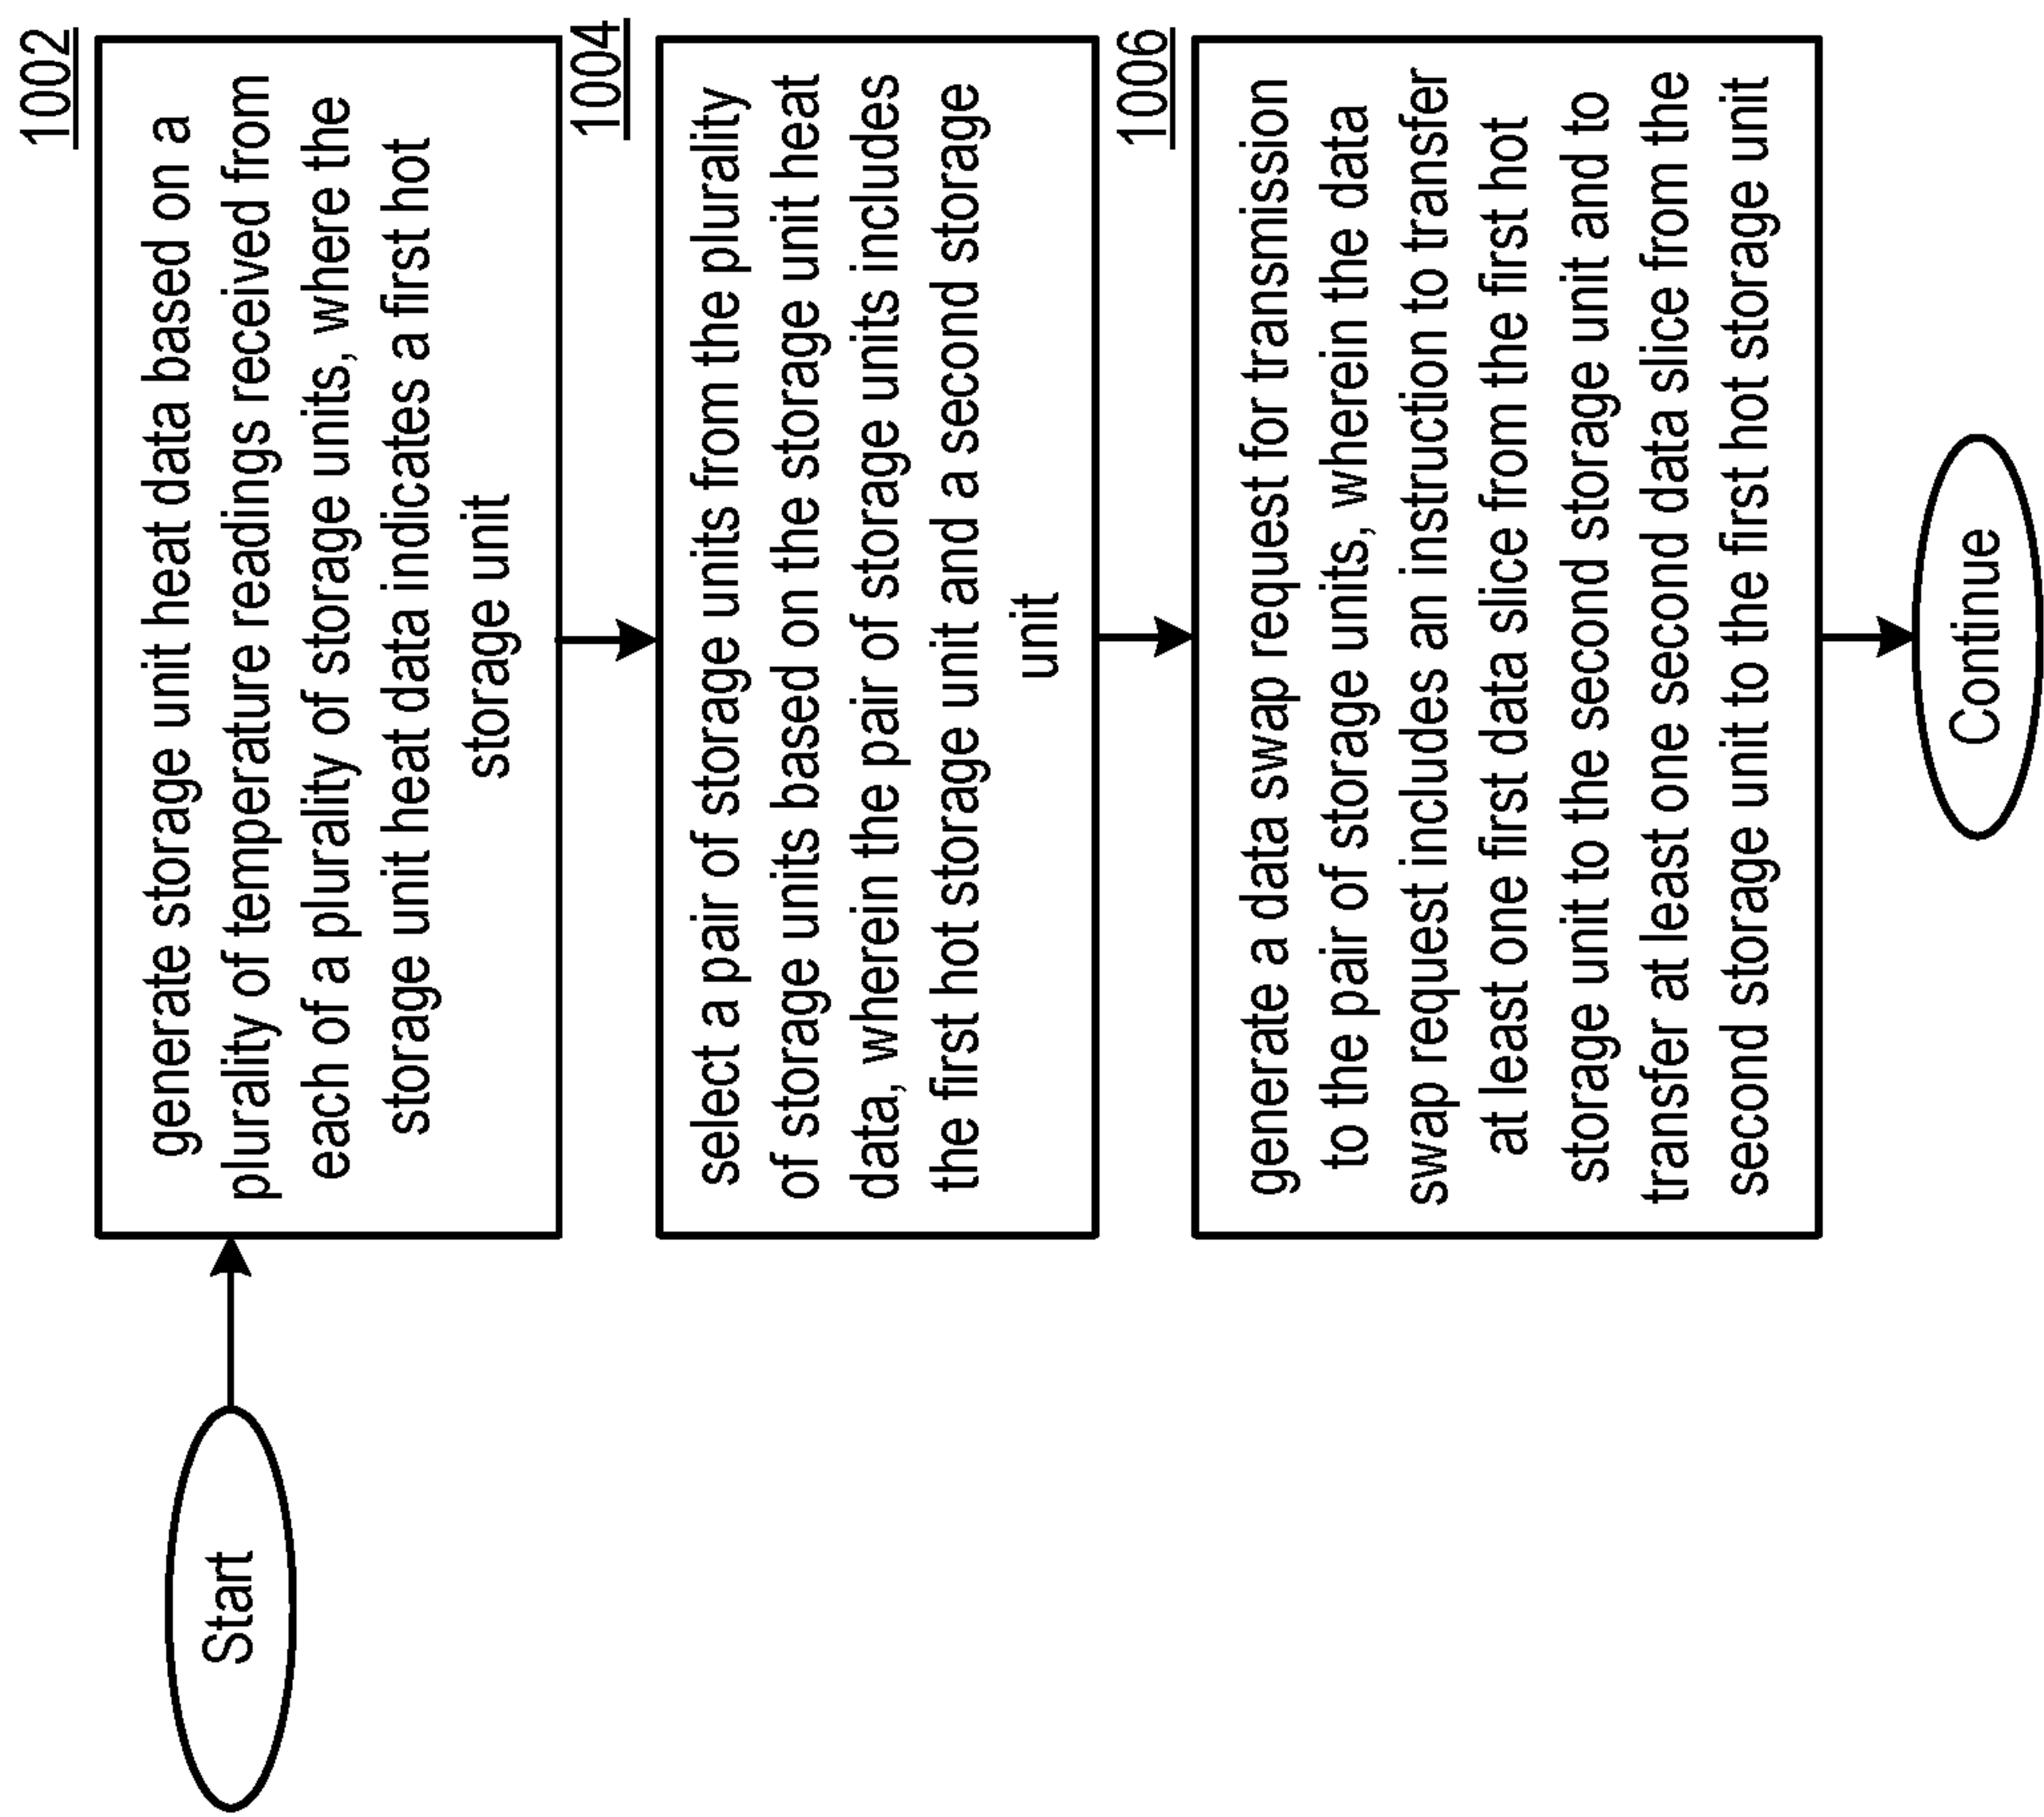 Start
1002
generate storage unit heat data based on a
plurality of temperature readings received from
each of a plurality of storage units, where the
storage unit heat data indicates a first hot
storage unit
1004
select a pair of storage units from the plurality
of storage units based on the storage unit heat
data, wherein the pair of storage units includes
the first hot storage unit and a second storage
unit
1006
generate a data swap request for transmission
to the pair of storage units, wherein the data
swap request includes an instruction to transfer
at least one first data slice from the first hot
storage unit to the second storage unit and to
transfer at least one second data slice from the
second storage unit to the first hot storage unit
Continue